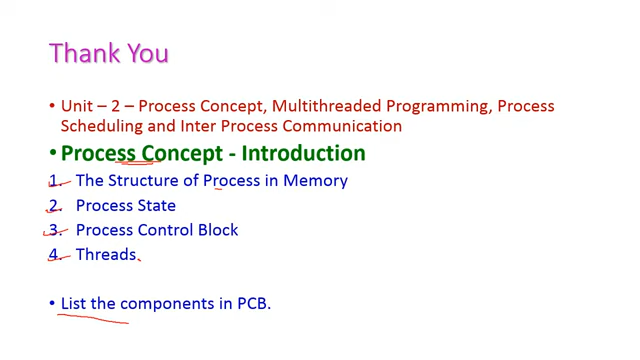 Thank You
• Unit – 2 – Process Concept, Multithreaded Programming, Process
Scheduling and Inter Process Communication
• Process Concept - Introduction
1. The Structure of Process in Memory
2. Process State
3. Process Control Block
4. Threads
• List the components in PCB.